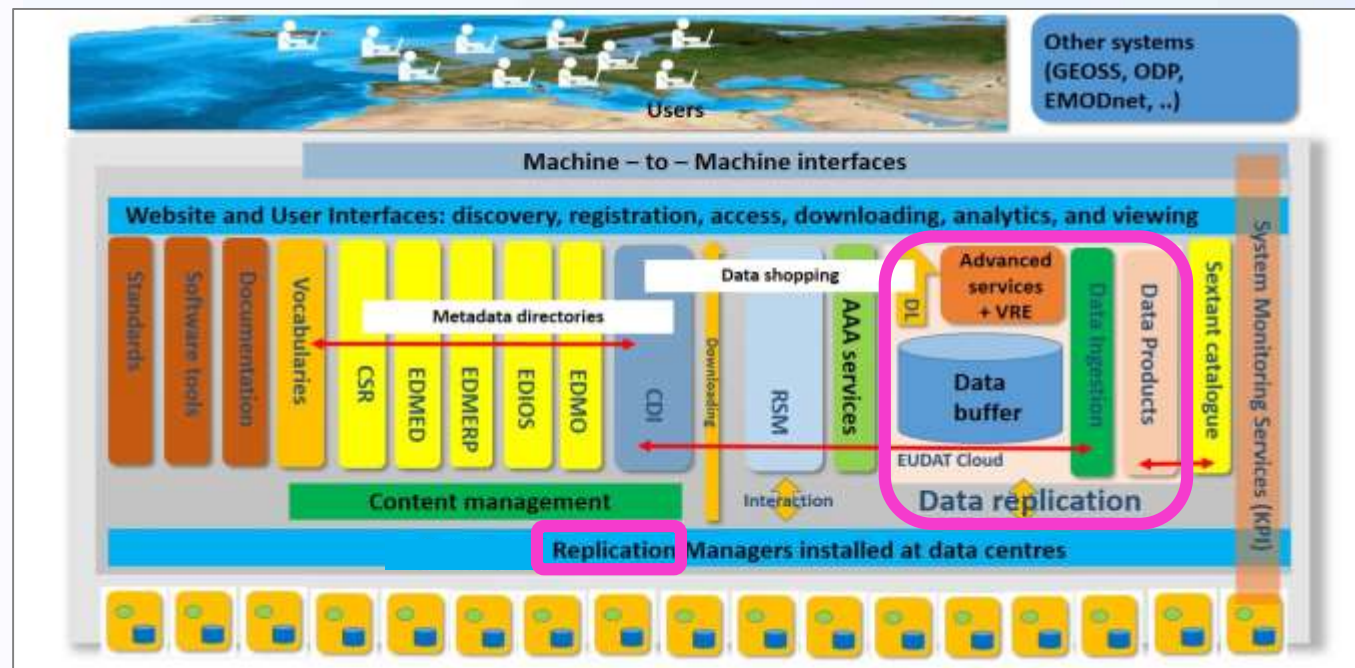 Users
Other systems
(GEOSS, ODP,
EMODnet, ..)
Machine – to – Machine interfaces
Website and User Interfaces: discovery, registration, access, downloading, analytics, and viewing
Standards
Software tools
Documentation
Vocabularies
Metadata directories
CSR
EDMED
EDMERP
EDIOS
EDMO
CDI
Downloading
Data shopping
RSM
AAA services
DL
Advanced
services
+ VRE
Data
buffer
EUDAT Cloud
Data Ingestion
Data Products
Sextant catalogue
System Monitoring Services (KPI)
Content management
Interaction
Data replication
Replication Managers installed at data centres